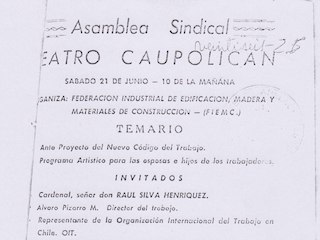 Asamblea Sindical
EATRO CAUPOLICAN
SABADO 21 DE JUNIO — 10 DE LA MAÑANA
GANIZA: FEDERACION INDUSTRIAL DE EDIFICACION, MADERA Y
MATERIALES DE CONSTRUCCION — (FIEMC.)
TEMARIO
Ante Proyecto del Nuevo Código del Trabajo.
Programa Artístico para las esposas e hijos de los trabajadores.
INVITADOS
Cardenal, señor don RAUL SILVA HENRIQUEZ.
Alvaro Pizarro M. Director del trabajo.
Representante de la Organización Internacional del Trabajo en
Chile. OIT.